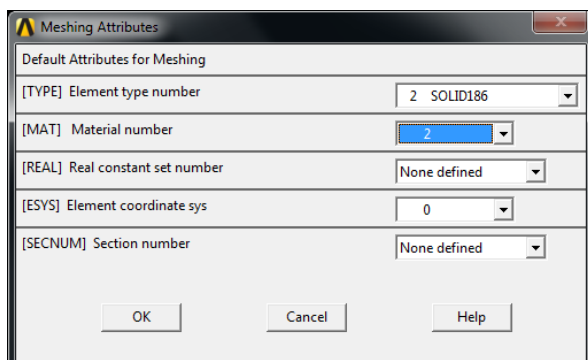 Meshing Attributes
Default Attributes for Meshing
[TYPE] Element type number
2 SOLID186
[MAT] Material number
2
[REAL] Real constant set number
None defined
[ESYS] Element coordinate sys
0
[SECNUM] Section number
None defined
OK Cancel Help